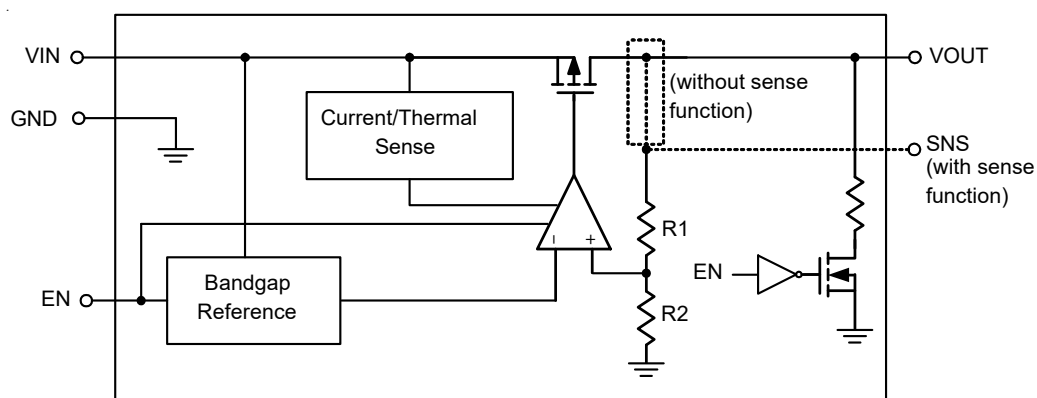 VIN
VOUT
(without sense
function)
GND
Current/Thermal
Sense
SNS
(with sense
function)
R1
− +
EN
Bandgap
Reference
EN
R2